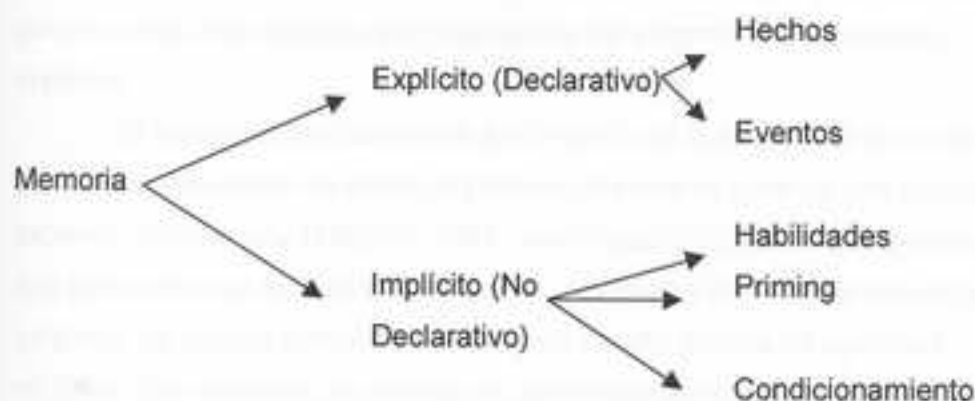 Hechos
Explícito (Declarativo)
Eventos
Memoria
Habilidades
Implícito (No
Declarativo)
Priming
Condicionamiento